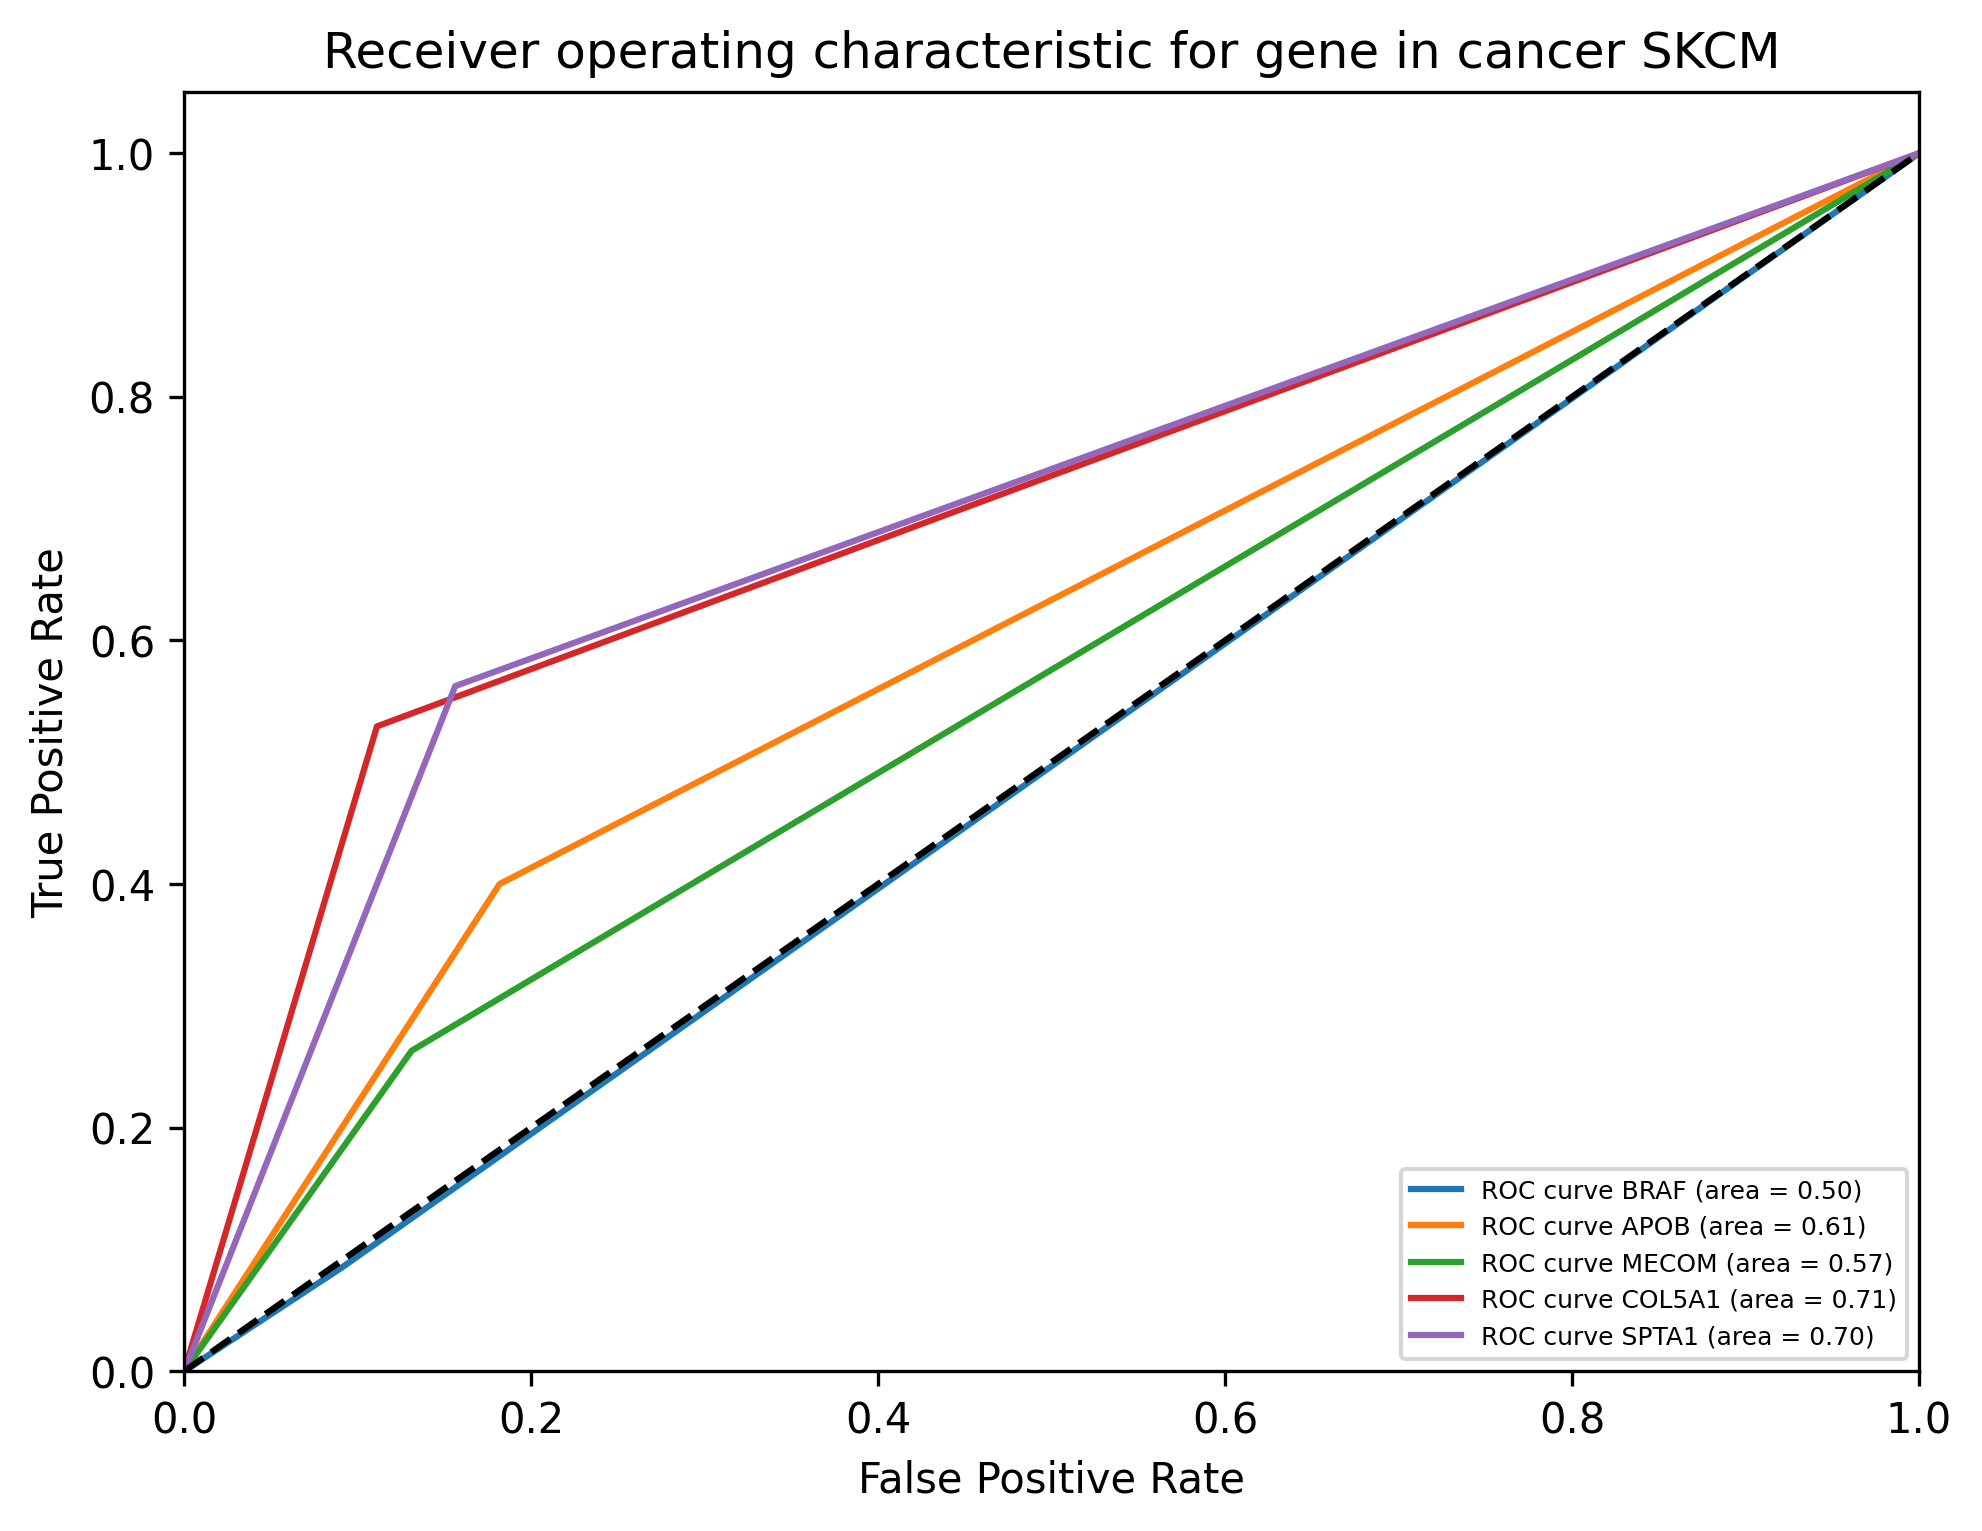 Receiver operating characteristic for gene in cancer SKCM
True Positive Rate
1.0
0.8
0.6
0.4
0.2
0.0
0.0 0.2 0.4 0.6 0.8 1.0
False Positive Rate
ROC curve BRAF (area = 0.50)
ROC curve APOB (area = 0.61)
ROC curve MECOM (area = 0.57)
ROC curve COL5A1 (area = 0.71)
ROC curve SPTA1 (area = 0.70)